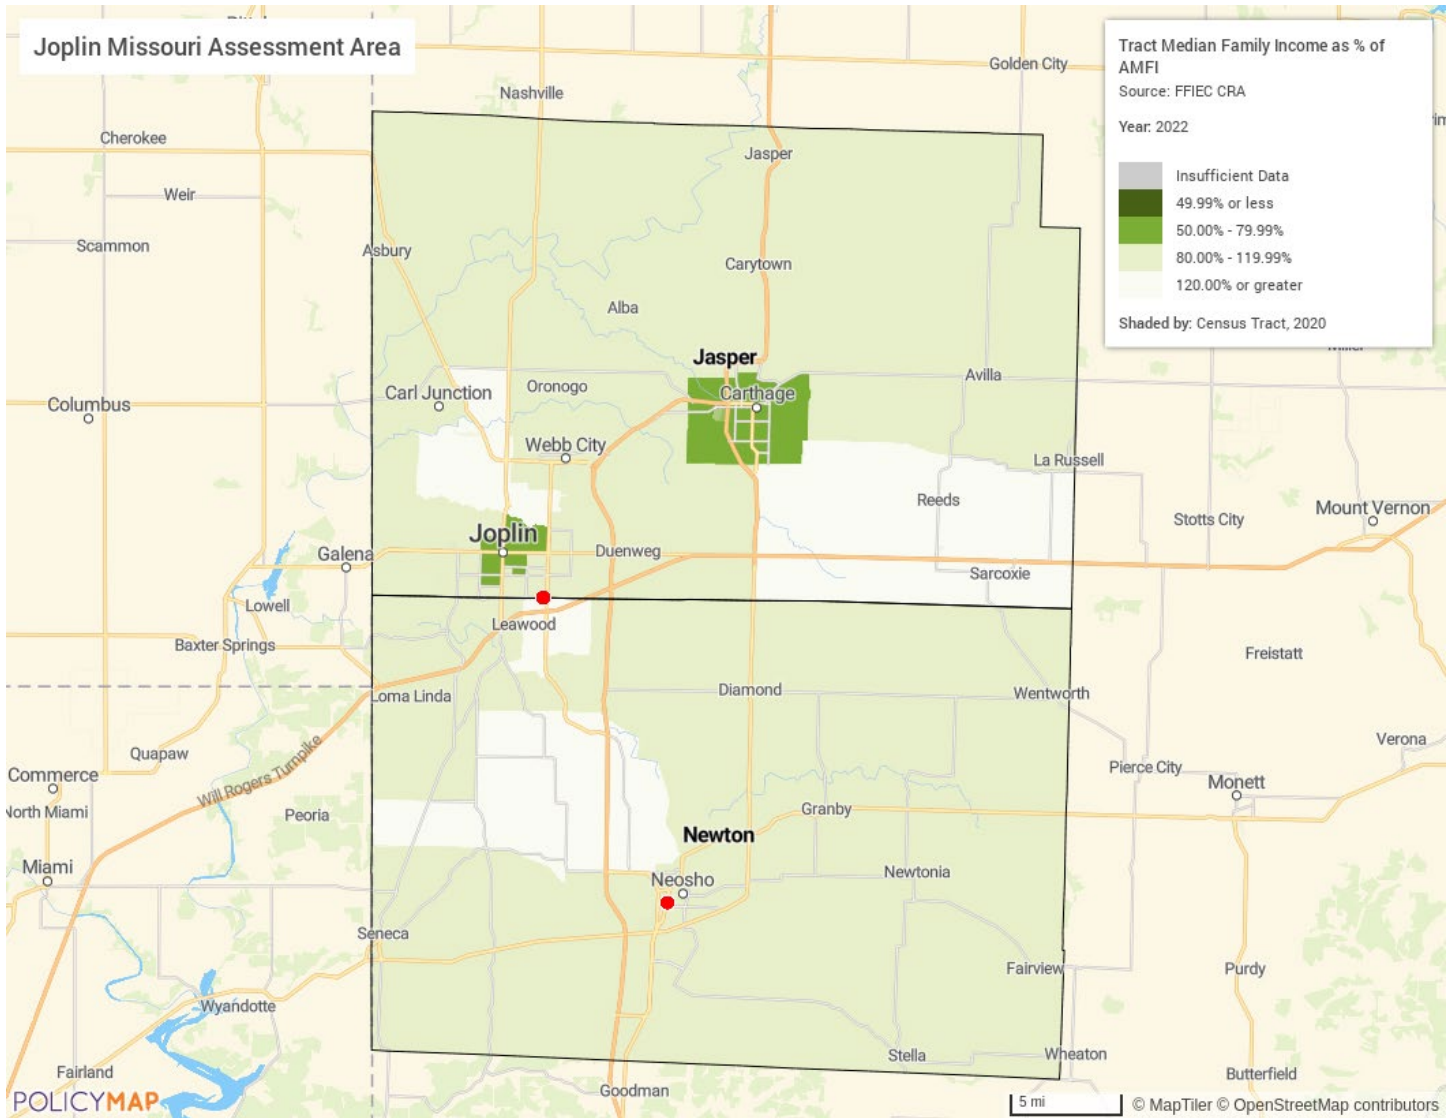 Joplin Missouri Assessment Area
Tract Median Family Income as % of
AMFI
Source: FFIEC CRA
Year: 2022
Insufficient Data
49.99% or less
50.00% - 79.99%
80.00% - 119.99%
120.00% or greater
Shaded by: Census Tract, 2020
Golden City
Nashville
Cherokee
Jasper
Weir
Scammon
Asbury
Carytown
Alba
Jasper
Avilla
Oronogo
Carl Junction
Carthage
Columbus
Webb City
La Russell
Reeds
Mount Vernon
Stotts City
Joplin
Galena
Duenweg
Sarcoxie
Lowell
Leawood
Baxter Springs
Freistatt
Loma Linda
Diamond
Wentworth
Quapaw
Verona
Will Rogers Turnpike
Commerce
Pierce City
Monett
North Miami
Peoria
Granby
Newton
Miami
Neosho
Newtonia
Seneca
Fairview
Purdy
Wyandotte
Stella
Wheaton
Fairland
Goodman
Butterfield
POLICYMAP
5 mi
© MapTiler © OpenStreetMap contributors